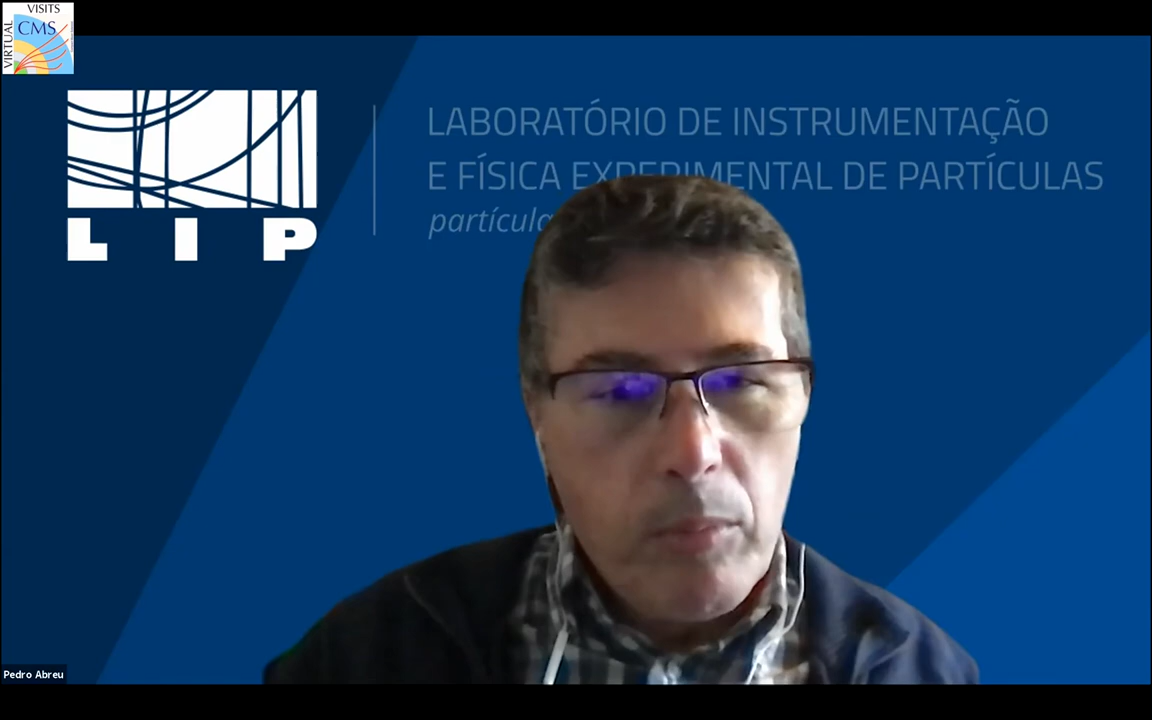 VISITS
CMS
VIRTUAL
LIP
LABORATÓRIO DE INSTRUMENTAÇÃO
E FÍSICA EXPERIMENTAL DE PARTÍCULAS
Pedro Abreu